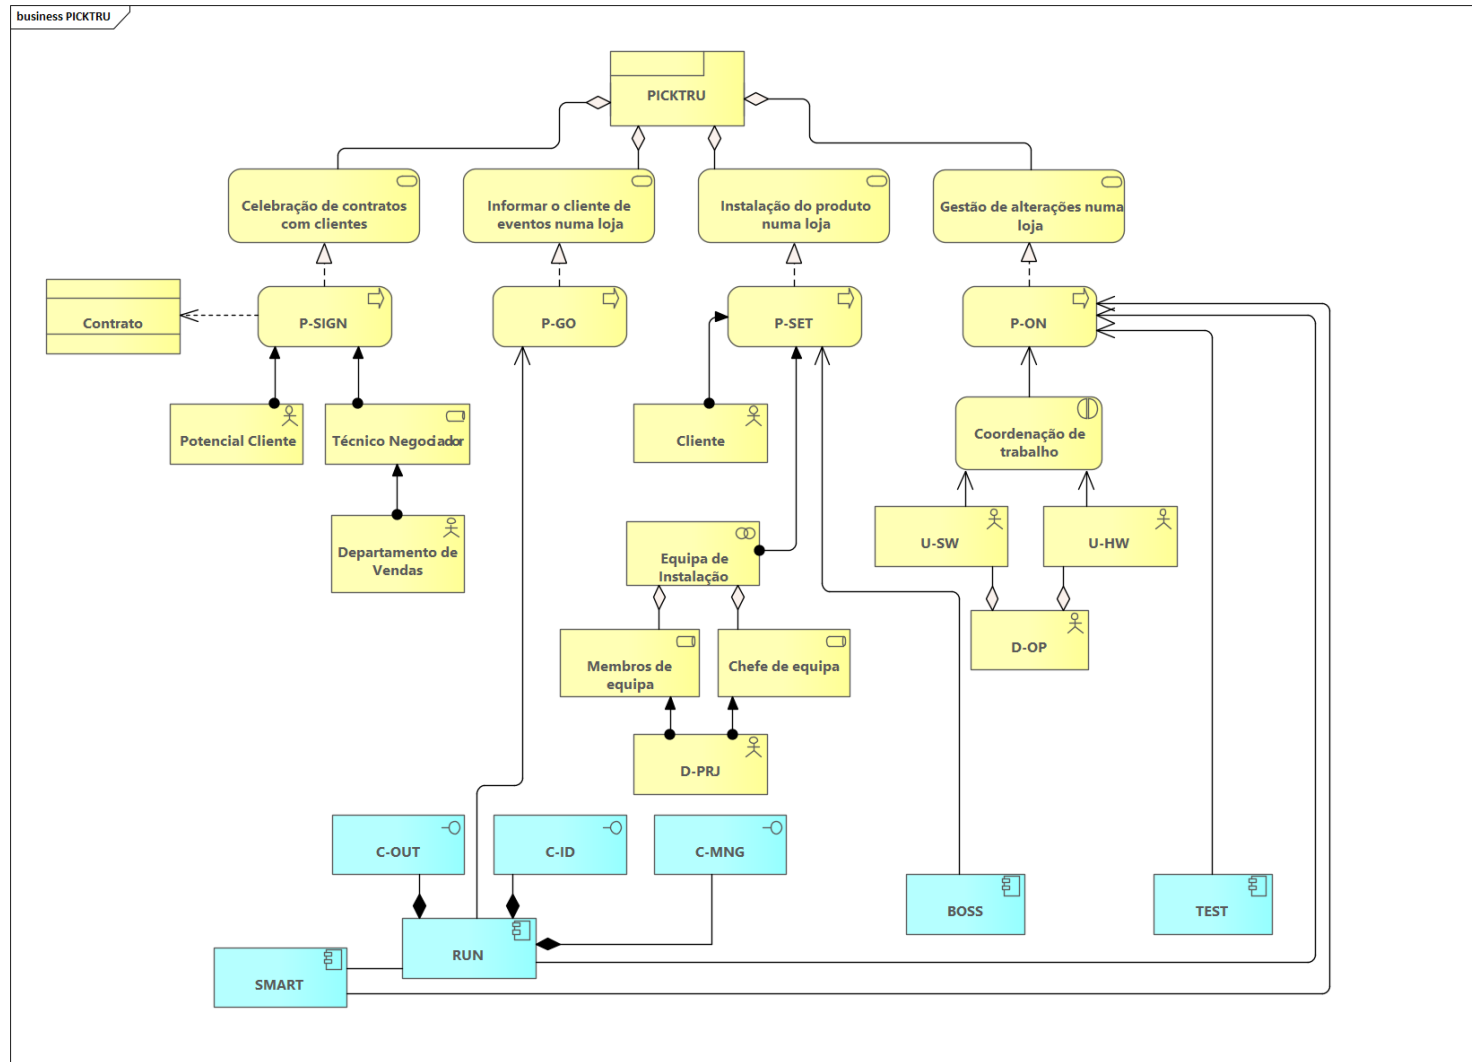 business PICKTRU
PICKTRU
Celebração de contratos
com clientes
Informar o cliente de
eventos numa loja
Instalação do produto
numa loja
Gestão de alterações numa
loja
Contrato
P-SIGN
P-GO
P-SET
P-ON
Potencial Cliente
Técnico Negociador
Cliente
Coordenação de
trabalho
Departamento de
Vendas
Equipa de
Instalação
U-SW
U-HW
Membros de
equipa
Chefe de equipa
D-OP
D-PRJ
C-OUT
C-ID
C-MNG
BOSS
TEST
RUN
SMART